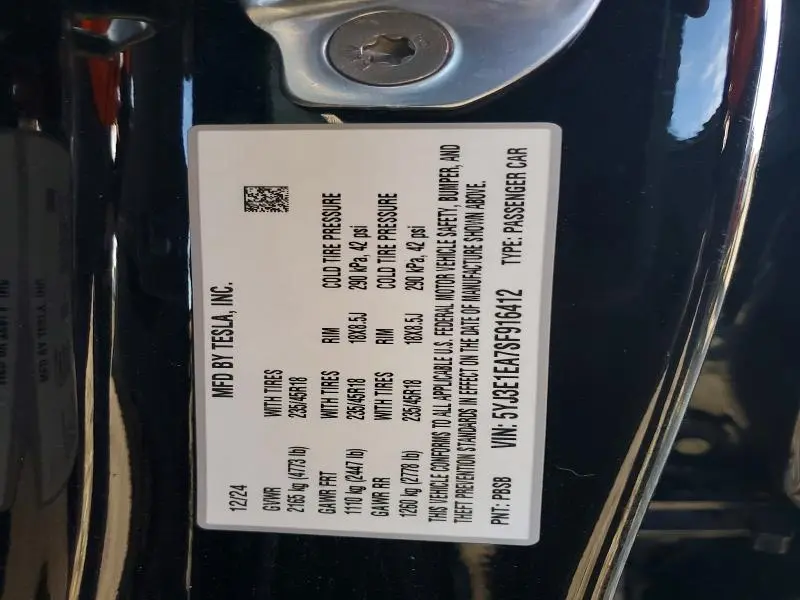 MFD BY TESLA, INC.
12/24
GVWR WITH TIRES RIM COLD TIRE PRESSURE
2165 kg (4773 lb) 235/45R18 18X8.5J 290 kPa, 42 psi
GAWR FRT WITH TIRES RIM COLD TIRE PRESSURE
1110 kg (2447 lb) 235/45R18 18X8.5J 290 kPa, 42 psi
GAWR RR
1260 kg (2778 lb) 235/45R18
THIS VEHICLE CONFORMS TO ALL APPLICABLE U.S. FEDERAL MOTOR VEHICLE SAFETY, BUMPER, AND
THEFT PREVENTION STANDARDS IN EFFECT ON THE DATE OF MANUFACTURE SHOWN ABOVE.
PNT: PBSB VIN: 5YJ3E1EA7SF916412 TYPE: PASSENGER CAR